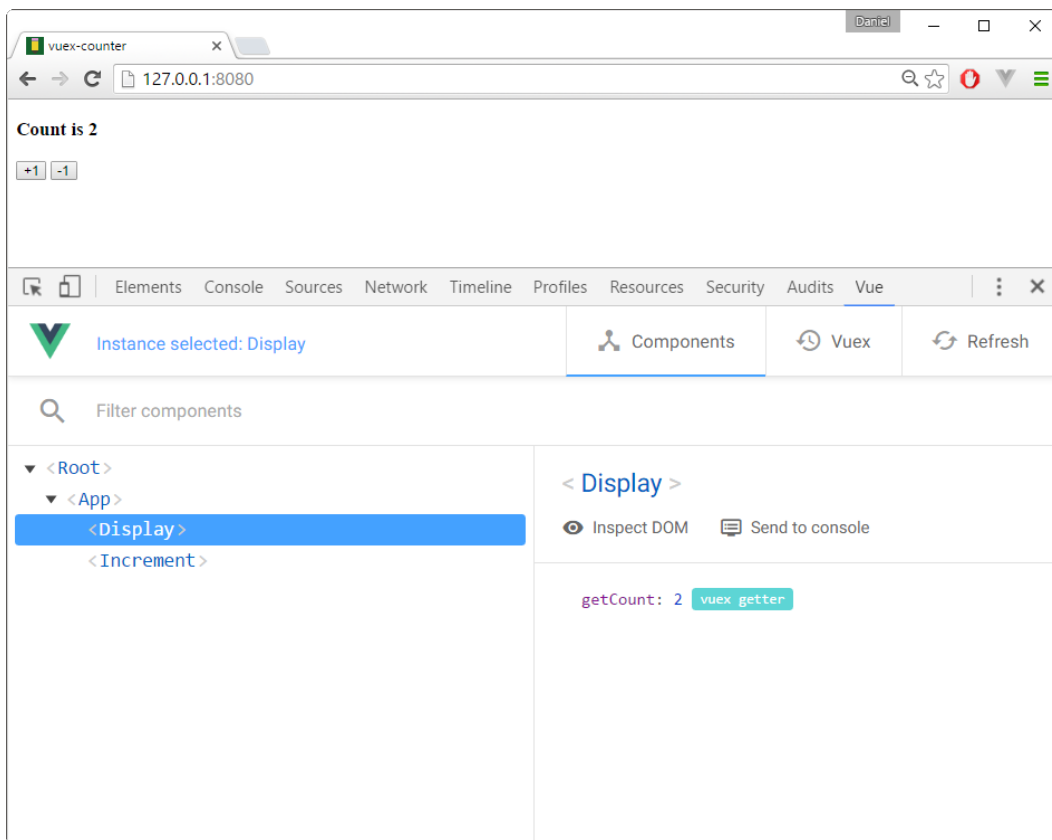 Daniel
vuex-counter
127.0.0.1:8080
Count is 2
+1 -1
Elements Console Sources Network Timeline Profiles Resources Security Audits Vue
Instance selected: Display
Components
Vuex
Refresh
Filter components
<Root>
<App>
<Display>
<Increment>
< Display >
Inspect DOM
Send to console
getCount: 2 vuex getter